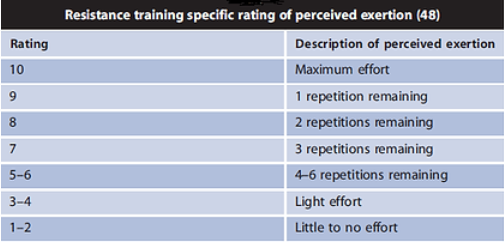 Resistance training specific rating of perceived exertion (48)
Rating Description of perceived exertion
10 Maximum effort
9 1 repetition remaining
8 2 repetitions remaining
7 3 repetitions remaining
5–6 4–6 repetitions remaining
3–4 Light effort
1–2 Little to no effort